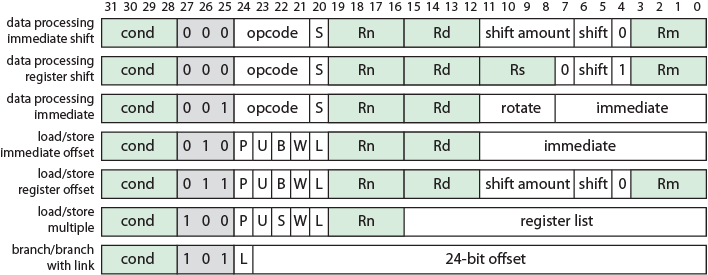 31 30 29 28 27 26 25 24 23 22 21 20 19 18 17 16 15 14 13 12 11 10 9 8 7 6 5 4 3 2 1 0
data processing
immediate shift
cond 0 0 0 opcode S Rn Rd shift amount shift 0 Rm
data processing
register shift
cond 0 0 0 opcode S Rn Rd Rs 0 shift 1 Rm
data processing
immediate
cond 0 0 1 opcode S Rn Rd rotate immediate
load/store
immediate offset
cond 0 1 0 P U B W L Rn Rd immediate
load/store
register offset
cond 0 1 1 P U B W L Rn Rd shift amount shift 0 Rm
load/store
multiple
cond 1 0 0 P U S W L Rn register list
branch/branch
with link
cond 1 0 1 L 24-bit offset